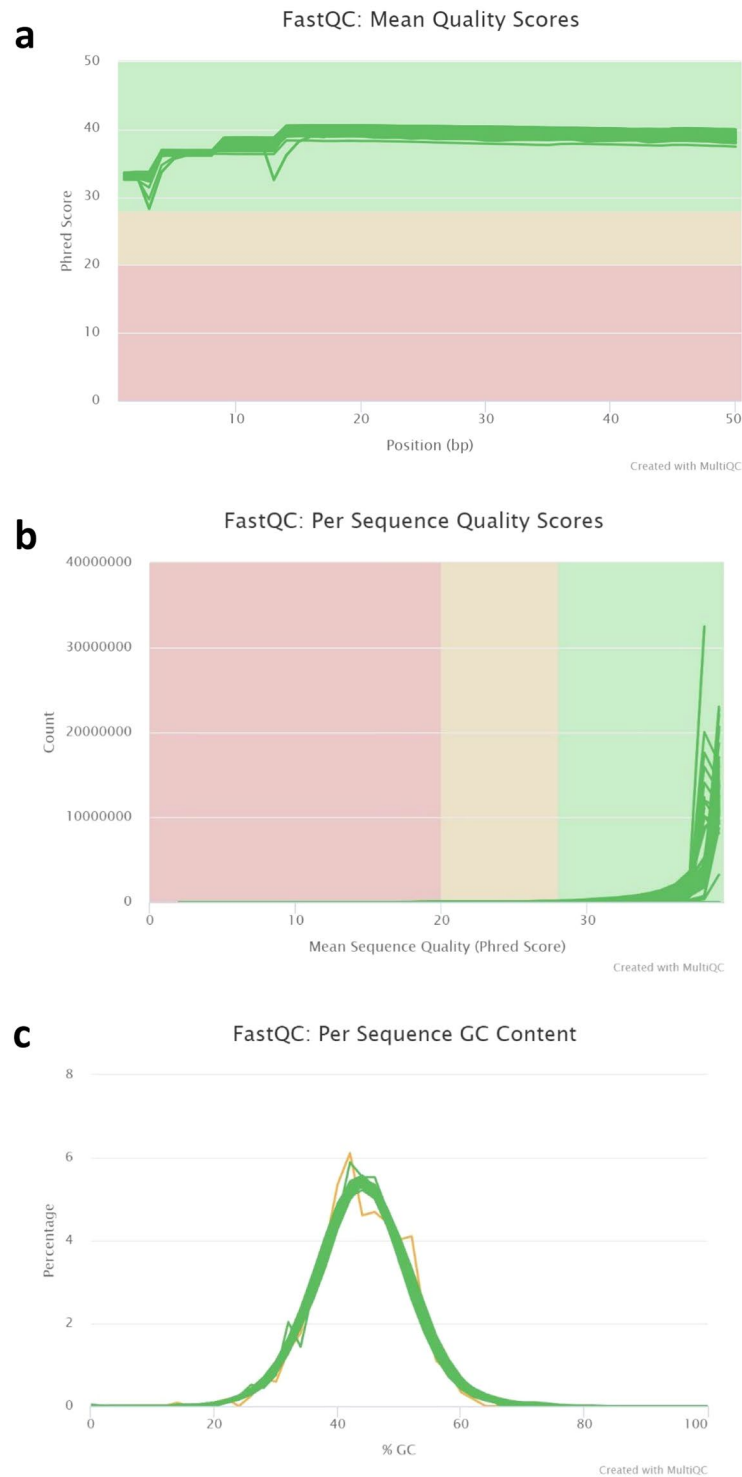 a
FastQC: Mean Quality Scores
50
40
30
20
10
0
Phred Score
10
20
30
40
50
Position (bp)
Created with MultiQC
b
FastQC: Per Sequence Quality Scores
40000000
30000000
20000000
10000000
0
Count
0
10
20
30
Mean Sequence Quality (Phred Score)
Created with MultiQC
c
FastQC: Per Sequence GC Content
8
6
4
2
0
Percentage
0
20
40
60
80
100
% GC
Created with MultiQC